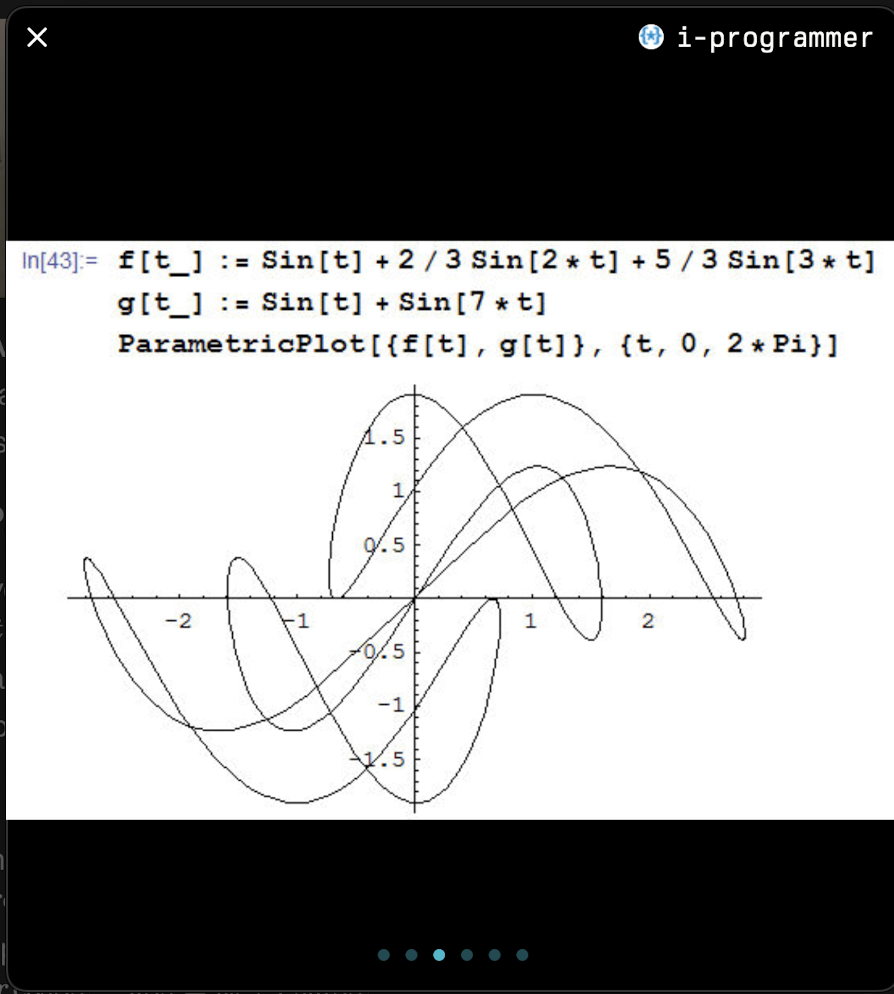 i-programmer
In[43]:= f[t_] := Sin[t] + 2 / 3 Sin[2 * t] + 5 / 3 Sin[3 * t]
g[t_] := Sin[t] + Sin[7 * t]
ParametricPlot[{f[t], g[t]}, {t, 0, 2 * Pi}]
1.5
1
0.5
-2
-1
1
2
-0.5
-1
-1.5